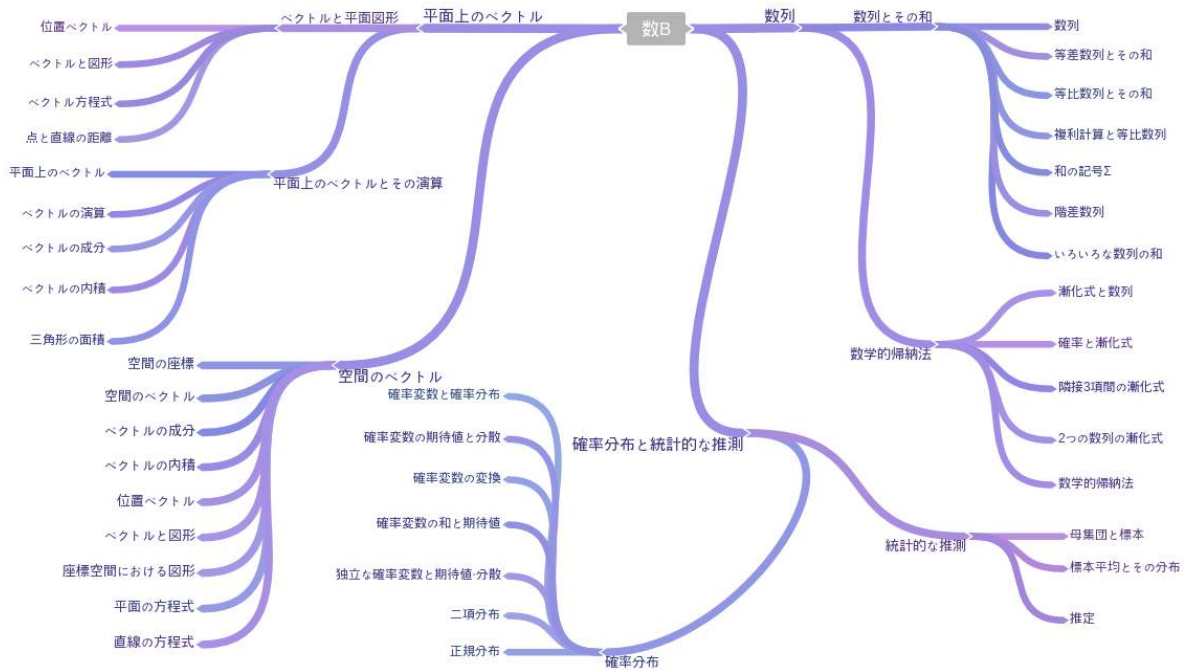 数B
平面上のベクトル
ベクトルと平面図形
位置ベクトル
ベクトルと図形
ベクトル方程式
点と直線の距離
平面上のベクトルとその演算
平面上のベクトル
ベクトルの演算
ベクトルの成分
ベクトルの内積
三角形の面積
空間のベクトル
空間の座標
空間のベクトル
ベクトルの成分
ベクトルの内積
位置ベクトル
ベクトルと図形
座標空間における図形
平面の方程式
直線の方程式
数列
数列とその和
数列
等差数列とその和
等比数列とその和
複利計算と等比数列
和の記号Σ
階差数列
いろいろな数列の和
数学的帰納法
漸化式と数列
確率と漸化式
隣接3項間の漸化式
2つの数列の漸化式
数学的帰納法
確率分布と統計的な推測
統計的な推測
母集団と標本
標本平均とその分布
推定
確率分布
確率変数と確率分布
確率変数の期待値と分散
確率変数の変換
確率変数の和と期待値
独立な確率変数と期待値·分散
二項分布
正規分布